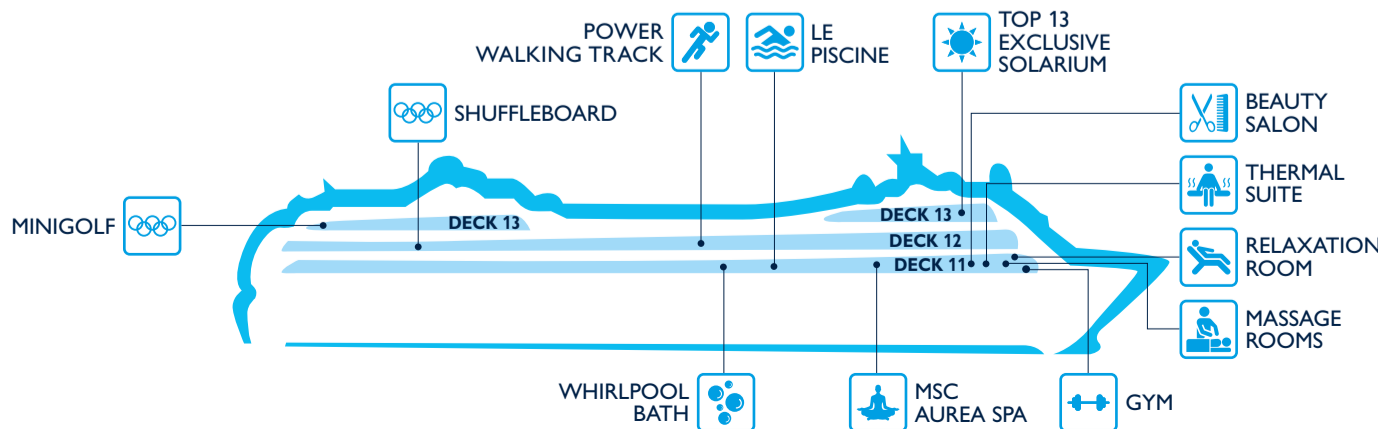 POWER
WALKING TRACK
LE
PISCINE
TOP 13
EXCLUSIVE
SOLARIUM
SHUFFLEBOARD
BEAUTY
SALON
THERMAL
SUITE
MINIGOLF
DECK 13
DECK 13
DECK 12
DECK 11
RELAXATION
ROOM
MASSAGE
ROOMS
WHIRLPOOL
BATH
MSC
AUREA SPA
GYM